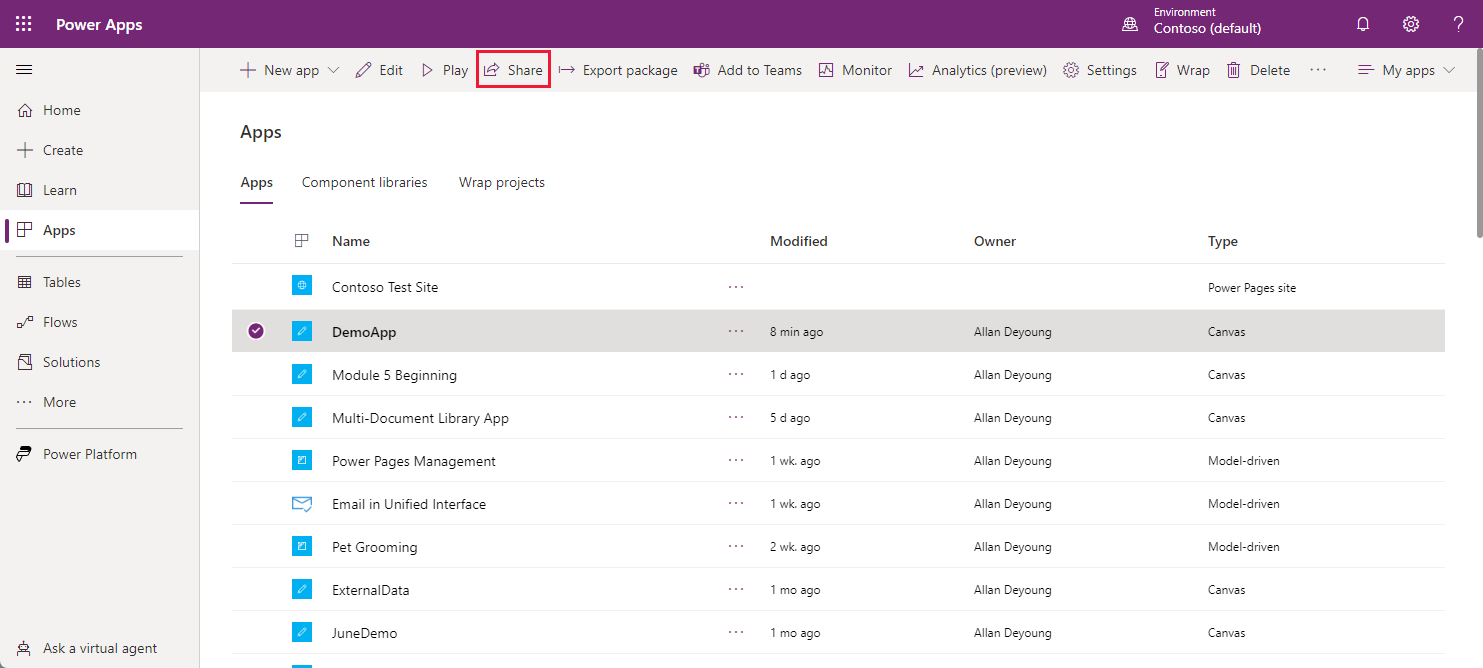 Power Apps
Environment
Contoso (default)
?
New app
Edit
Play
Share
Export package
Add to Teams
Monitor
Analytics (preview)
Settings
Wrap
Delete
...
My apps
Home
Create
Learn
Apps
Tables
Flows
Solutions
... More
Power Platform
Ask a virtual agent
Apps
Apps Component libraries Wrap projects
Name Modified Owner Type
Contoso Test Site ... Power Pages site
DemoApp ... 8 min ago Allan Deyoung Canvas
Module 5 Beginning ... 1 d ago Allan Deyoung Canvas
Multi-Document Library App ... 5 d ago Allan Deyoung Canvas
Power Pages Management ... 1 wk. ago Allan Deyoung Model-driven
Email in Unified Interface ... 1 wk. ago Allan Deyoung Model-driven
Pet Grooming ... 2 wk. ago Allan Deyoung Model-driven
ExternalData ... 1 mo ago Allan Deyoung Canvas
JuneDemo ... 1 mo ago Allan Deyoung Canvas